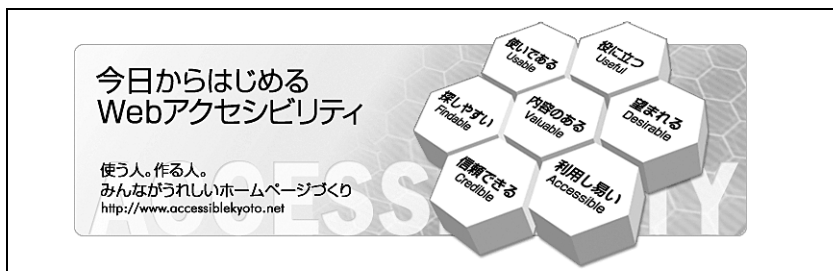 今日からはじめる
Webアクセシビリティ
使う人。作る人。
みんながうれしいホームページづくり
http://www.accessiblekyoto.net
使いである
Usable
役に立つ
Useful
探しやすい
Findable
内容のある
Valuable
望まれる
Desirable
信頼できる
Credible
利用し易い
Accessible
ACCESSIBILITY